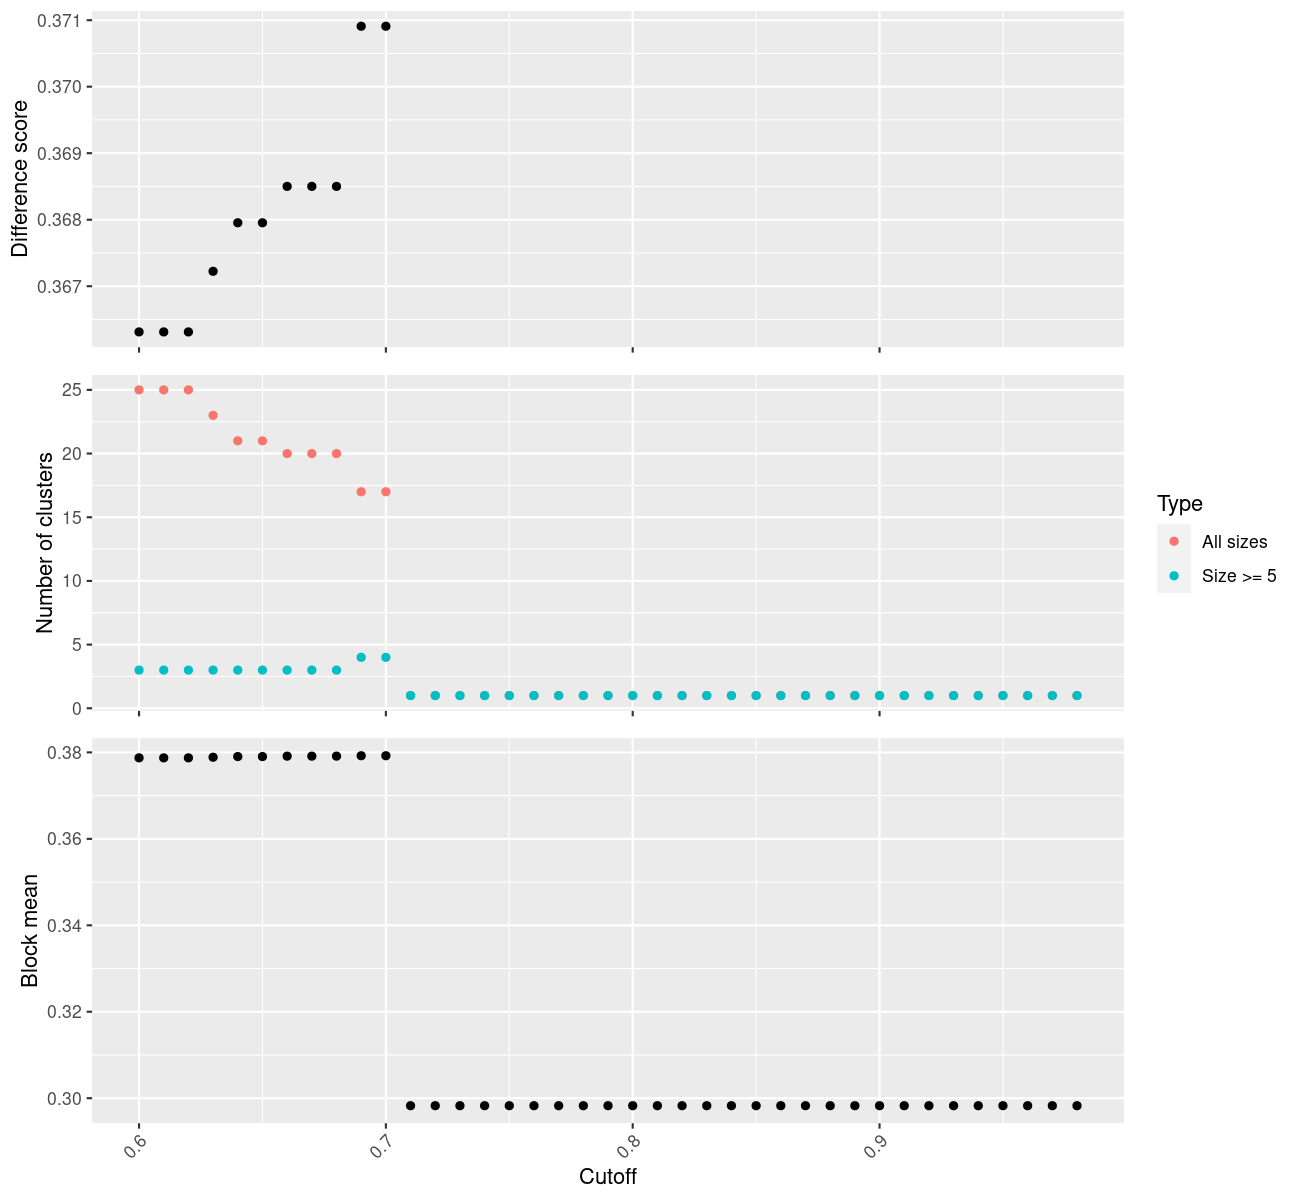 Difference score
0.371
0.370
0.369
0.368
0.367
Number of clusters
25
20
15
10
5
0
Type
All sizes
Size >= 5
Block mean
0.38
0.36
0.34
0.32
0.30
0.6
0.7
0.8
0.9
Cutoff